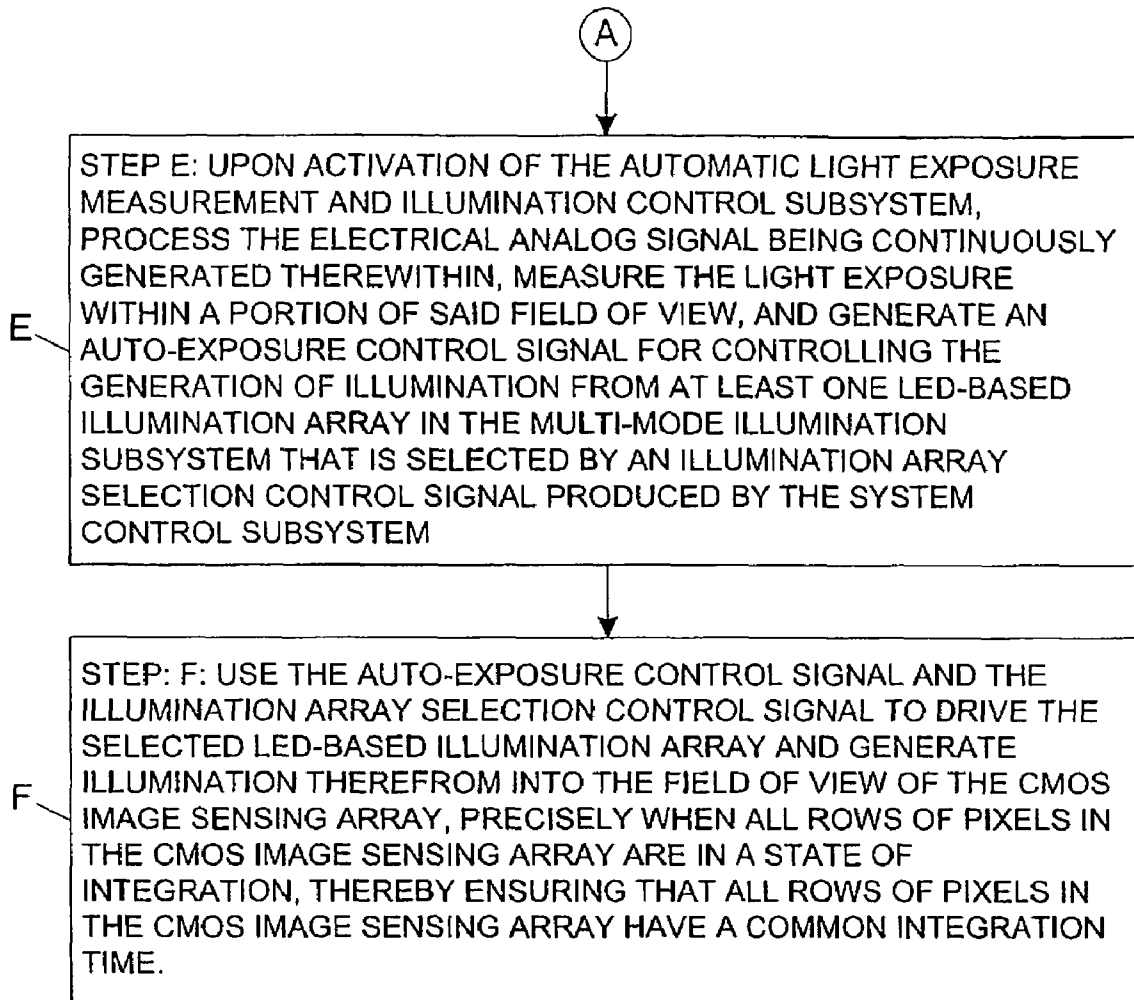 A
STEP E: UPON ACTIVATION OF THE AUTOMATIC LIGHT EXPOSURE
MEASUREMENT AND ILLUMINATION CONTROL SUBSYSTEM,
PROCESS THE ELECTRICAL ANALOG SIGNAL BEING CONTINUOUSLY
GENERATED THEREWITHIN, MEASURE THE LIGHT EXPOSURE
WITHIN A PORTION OF SAID FIELD OF VIEW, AND GENERATE AN
AUTO-EXPOSURE CONTROL SIGNAL FOR CONTROLLING THE
GENERATION OF ILLUMINATION FROM AT LEAST ONE LED-BASED
ILLUMINATION ARRAY IN THE MULTI-MODE ILLUMINATION
SUBSYSTEM THAT IS SELECTED BY AN ILLUMINATION ARRAY
SELECTION CONTROL SIGNAL PRODUCED BY THE SYSTEM
CONTROL SUBSYSTEM
E
STEP: F: USE THE AUTO-EXPOSURE CONTROL SIGNAL AND THE
ILLUMINATION ARRAY SELECTION CONTROL SIGNAL TO DRIVE THE
SELECTED LED-BASED ILLUMINATION ARRAY AND GENERATE
ILLUMINATION THEREFROM INTO THE FIELD OF VIEW OF THE CMOS
IMAGE SENSING ARRAY, PRECISELY WHEN ALL ROWS OF PIXELS IN
THE CMOS IMAGE SENSING ARRAY ARE IN A STATE OF
INTEGRATION, THEREBY ENSURING THAT ALL ROWS OF PIXELS IN
THE CMOS IMAGE SENSING ARRAY HAVE A COMMON INTEGRATION
TIME.
F